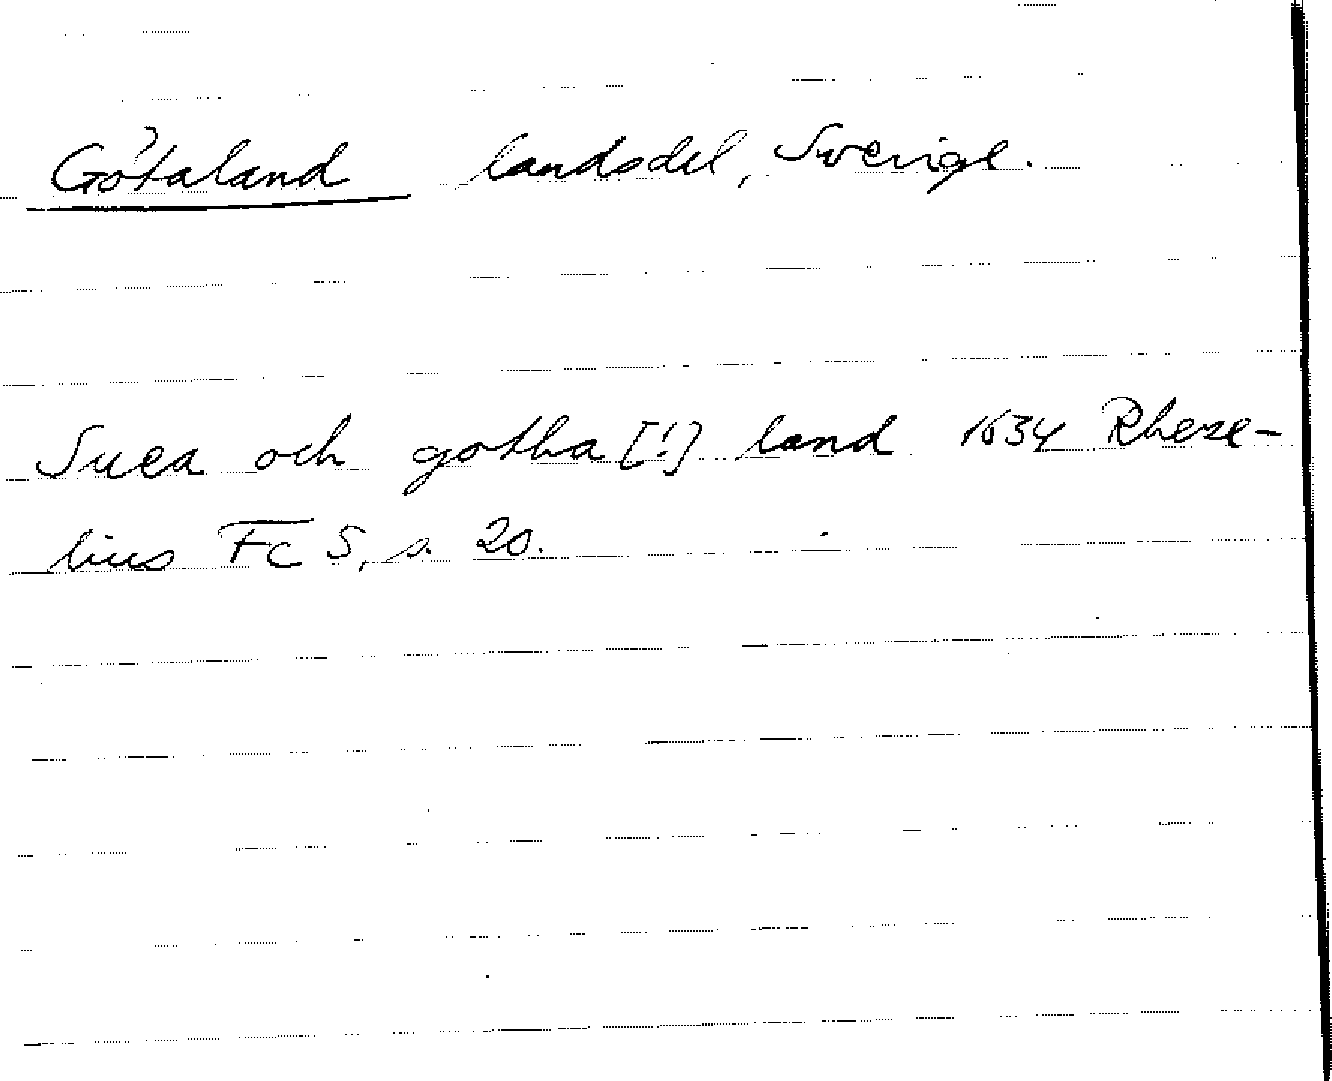 Götaland landsdel, Sverige.
Suea och gotha [!] land 1634 Rheze-
lius Fc 5, s. 20.